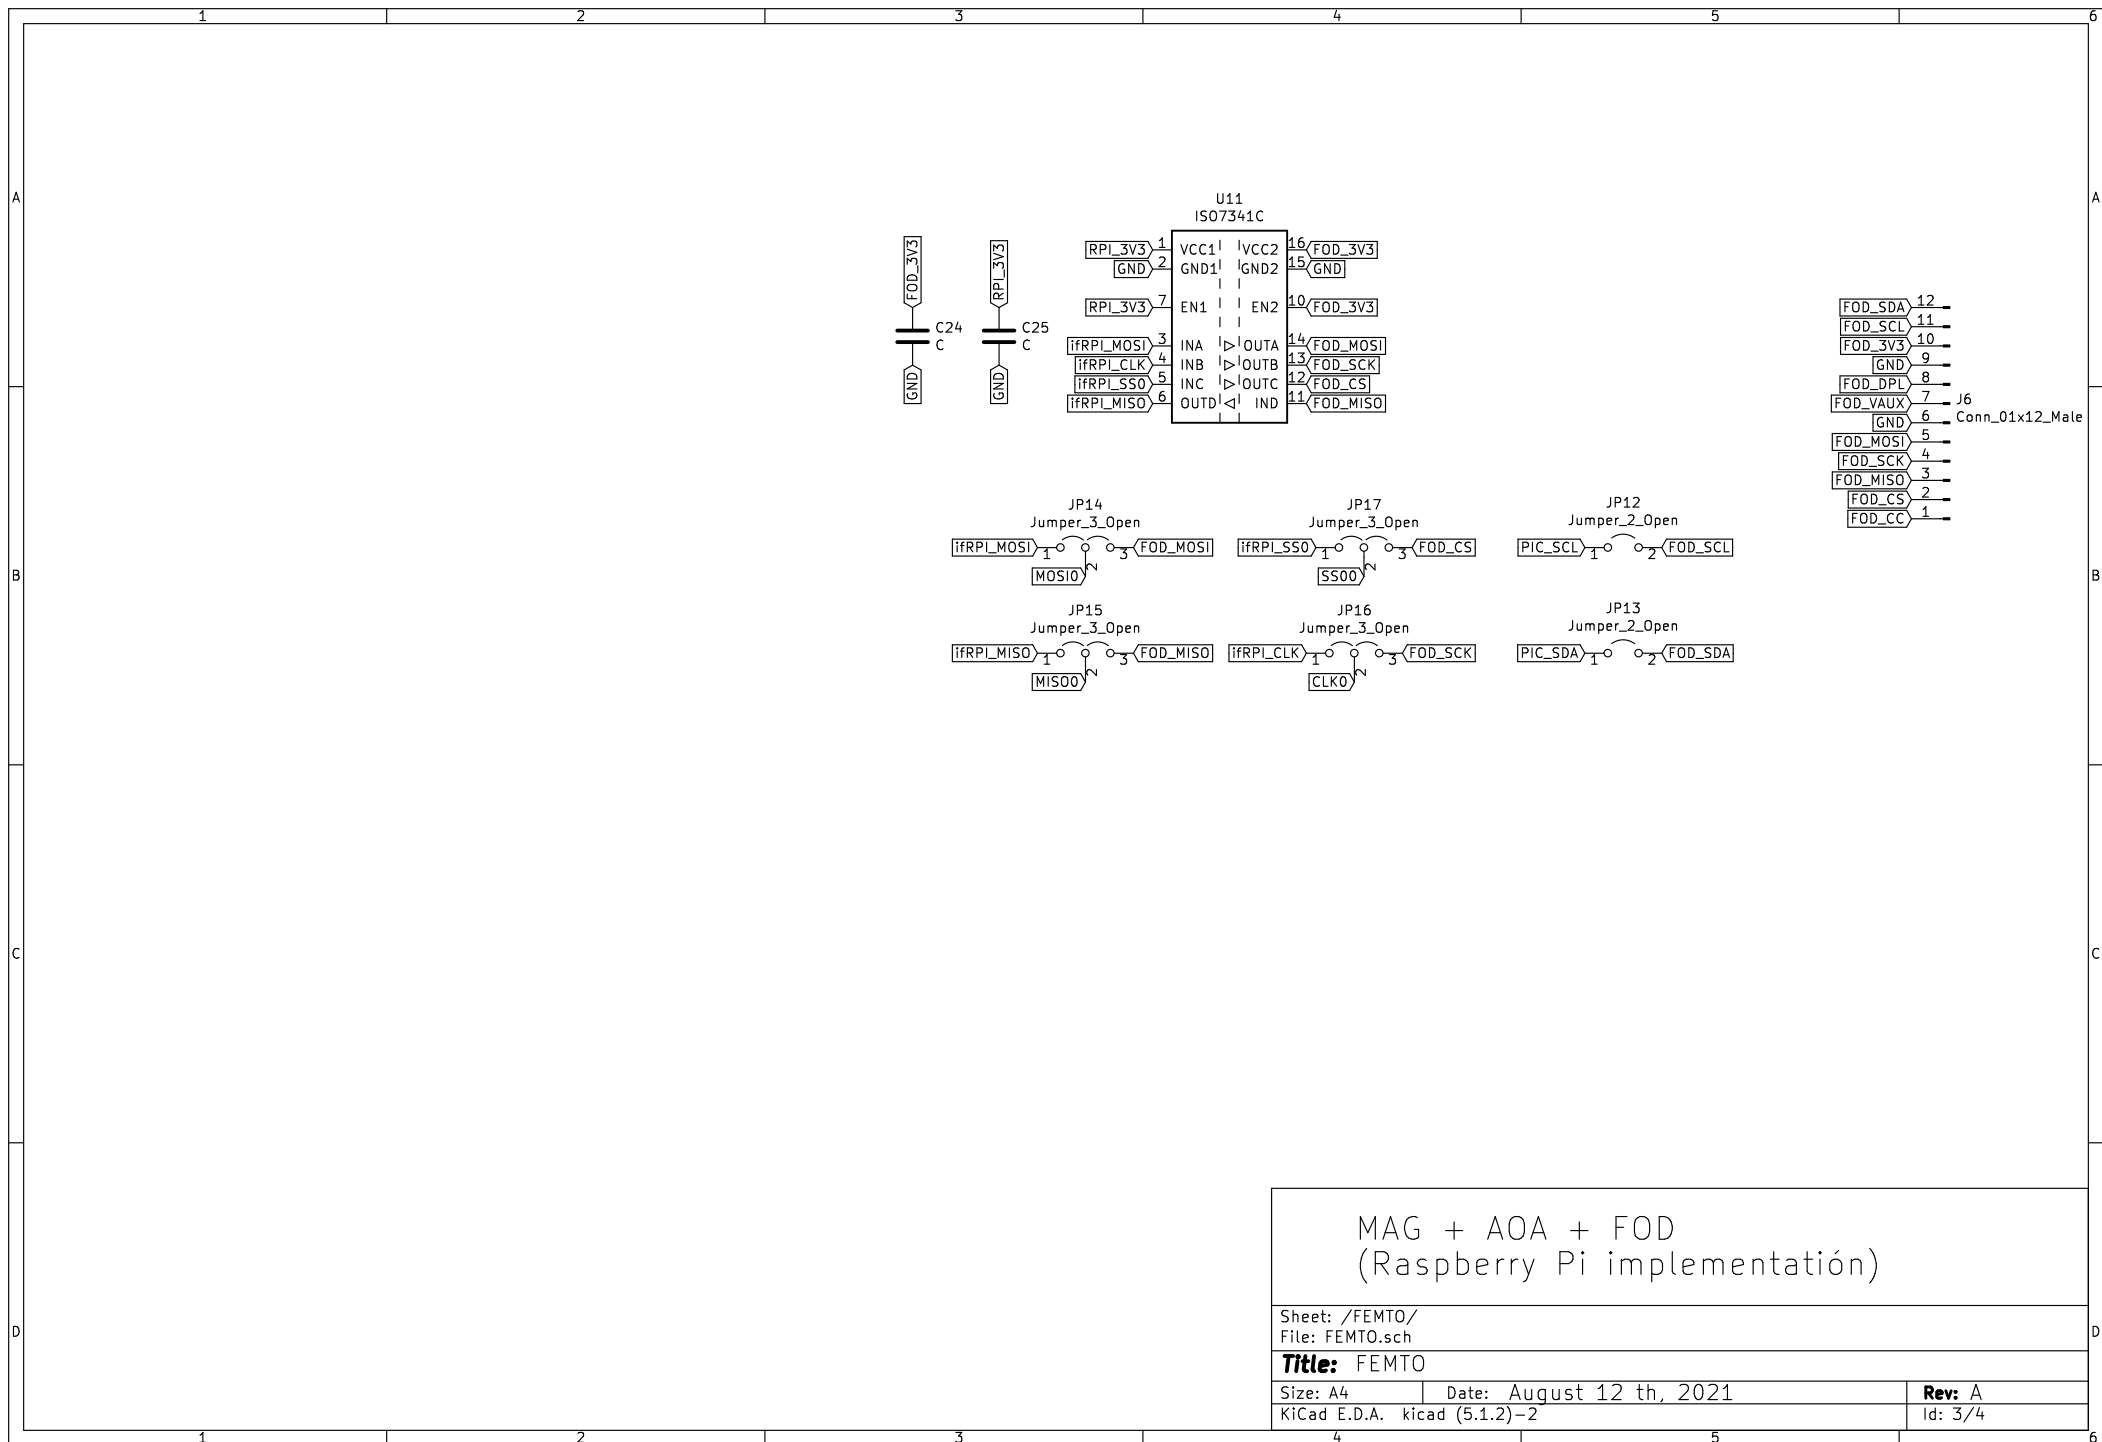 1 2 3 4 5 6
A A
B B
C C
D D
U11
ISO7341C
RPI_3V3 1 VCC1 VCC2 16 FOD_3V3
GND 2 GND1 GND2 15 GND
RPI_3V3 7 EN1 EN2 10 FOD_3V3
ifRPI_MOSI 3 INA OUTA 14 FOD_MOSI
ifRPI_CLK 4 INB OUTB 13 FOD_SCK
ifRPI_SS0 5 INC OUTC 12 FOD_CS
ifRPI_MISO 6 OUTD IND 11 FOD_MISO
FOD_3V3
C24
C
GND
RPI_3V3
C25
C
GND
FOD_SDA 12
FOD_SCL 11
FOD_3V3 10
GND 9
FOD_DPL 8
FOD_VAUX 7
GND 6
FOD_MOSI 5
FOD_SCK 4
FOD_MISO 3
FOD_CS 2
FOD_CC 1
J6
Conn_01x12_Male
JP14
Jumper_3_Open
ifRPI_MOSI 1 3 FOD_MOSI
MOSI0 2
JP17
Jumper_3_Open
ifRPI_SS0 1 3 FOD_CS
SS00 2
JP12
Jumper_2_Open
PIC_SCL 1 2 FOD_SCL
JP15
Jumper_3_Open
ifRPI_MISO 1 3 FOD_MISO
MISO0 2
JP16
Jumper_3_Open
ifRPI_CLK 1 3 FOD_SCK
CLK0 2
JP13
Jumper_2_Open
PIC_SDA 1 2 FOD_SDA
MAG + AOA + FOD
(Raspberry Pi implementatión)
Sheet: /FEMTO/
File: FEMTO.sch
Title: FEMTO
Size: A4 Date: August 12 th, 2021 Rev: A
KiCad E.D.A. kicad (5.1.2)-2 Id: 3/4
1 2 3 4 5 6